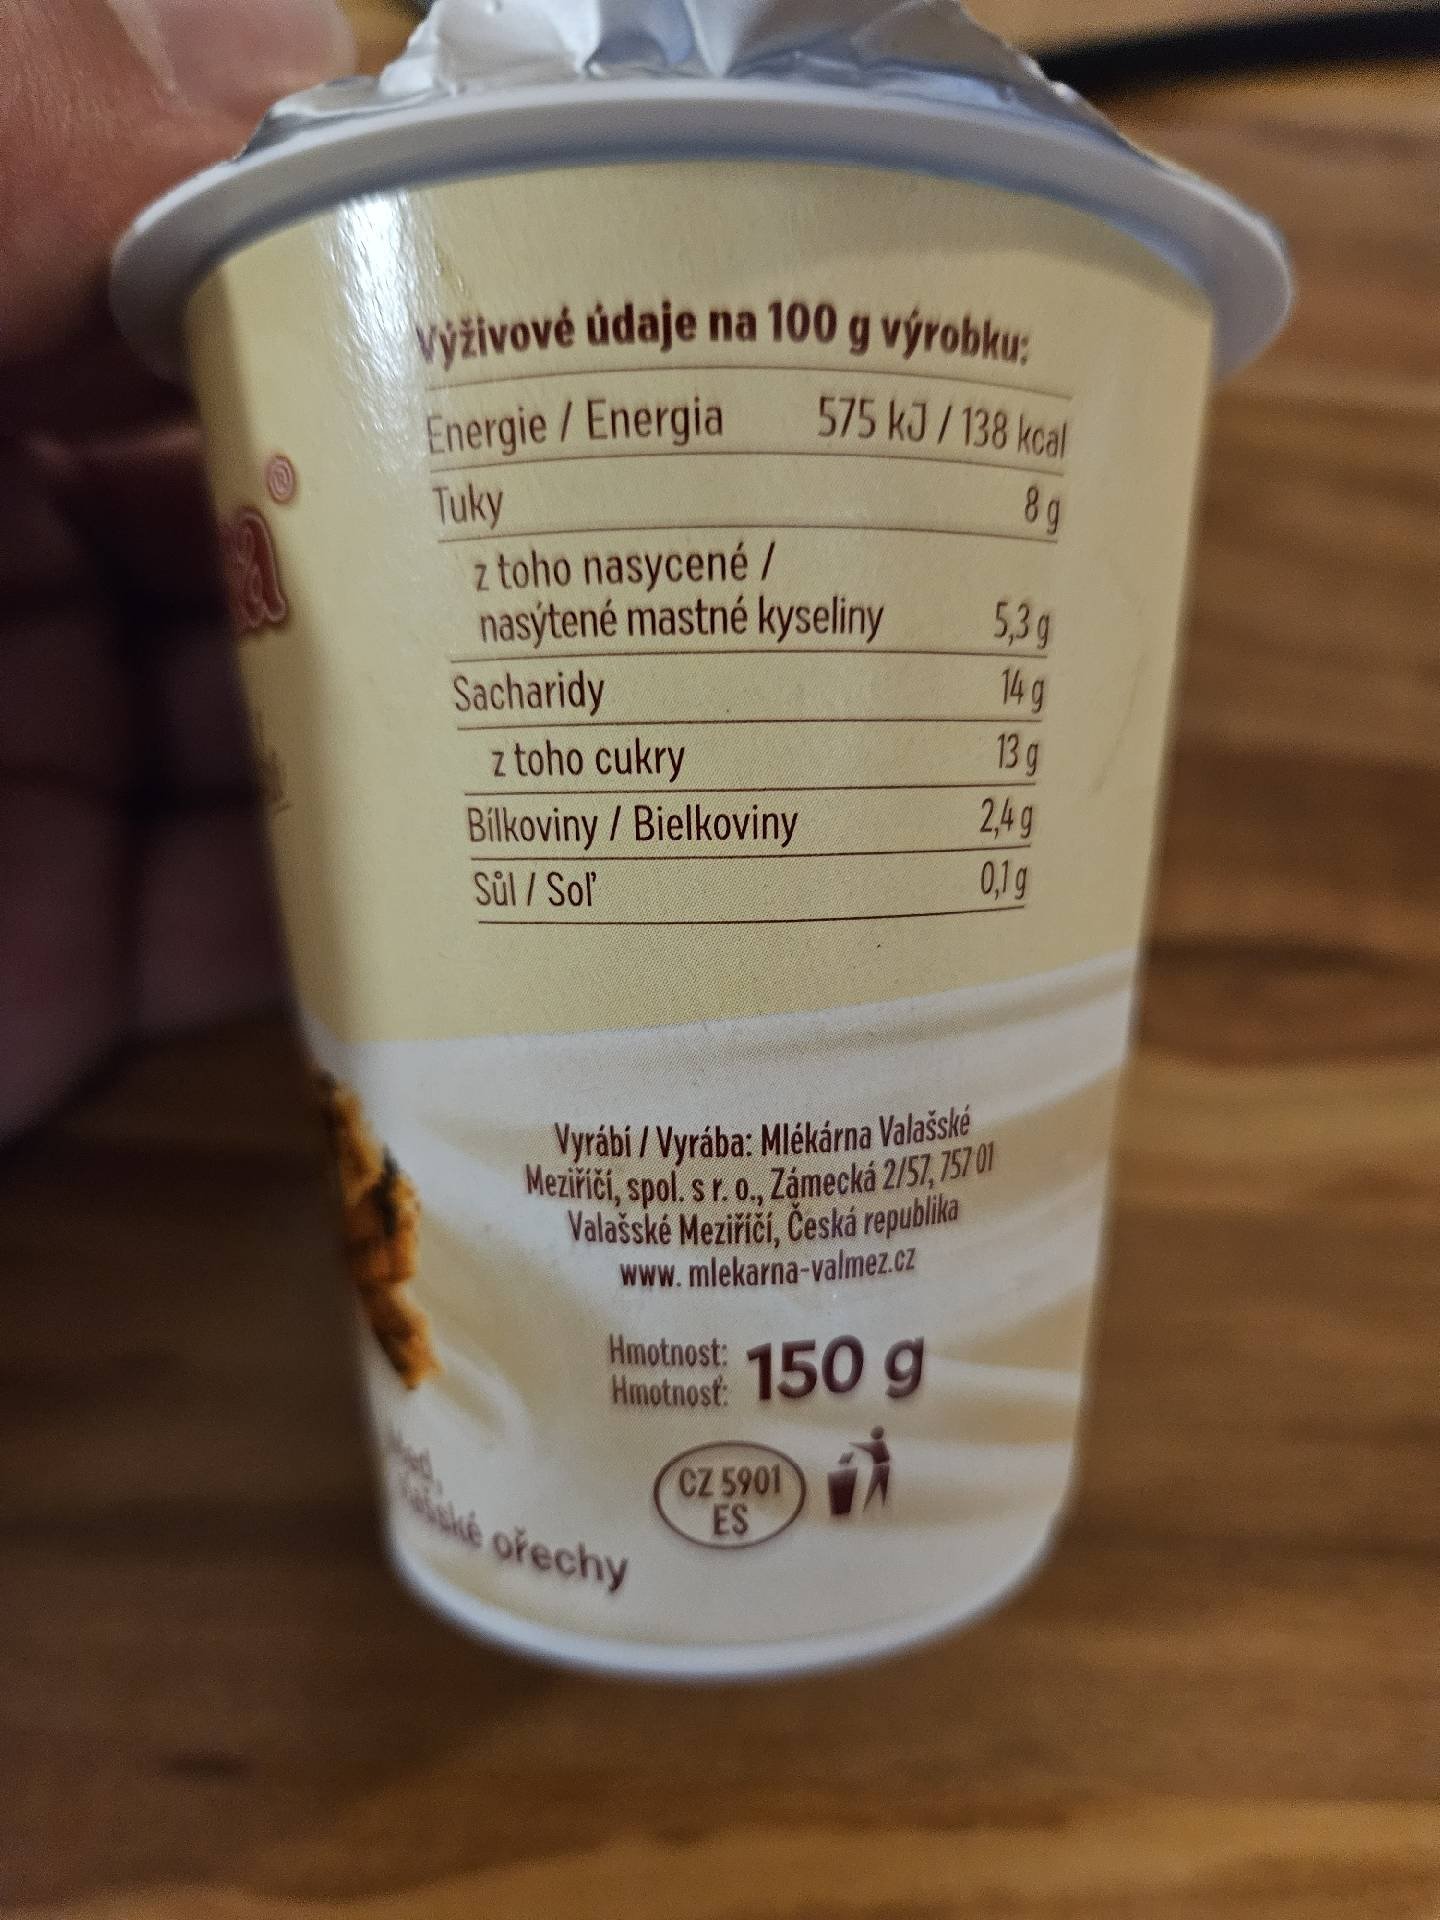 Výživové údaje na 100 g výrobku:
Energie / Energia 575 kJ / 138 kcal
Tuky 8 g
z toho nasycené /
nasýtené mastné kyseliny 5,3 g
Sacharidy 14 g
z toho cukry 13 g
Bílkoviny / Bielkoviny 2,4 g
Sůl / Soľ 0,1 g
®
Vyrábí / Vyrába: Mlékárna Valašské
Meziříčí, spol. s r. o., Zámecká 2/57, 757 01
Valašské Meziříčí, Česká republika
www. mlekarna-valmez.cz
Hmotnost: 150 g
Hmotnosť:
CZ 5901
ES
ořechy